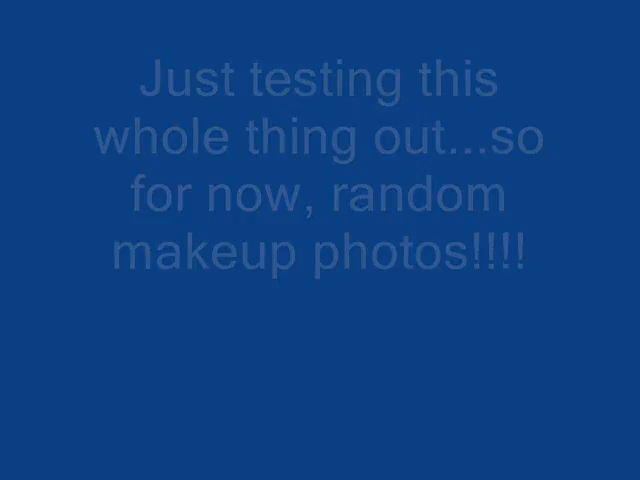 Just testing this
whole thing out...so
for now, random
makeup photos!!!!